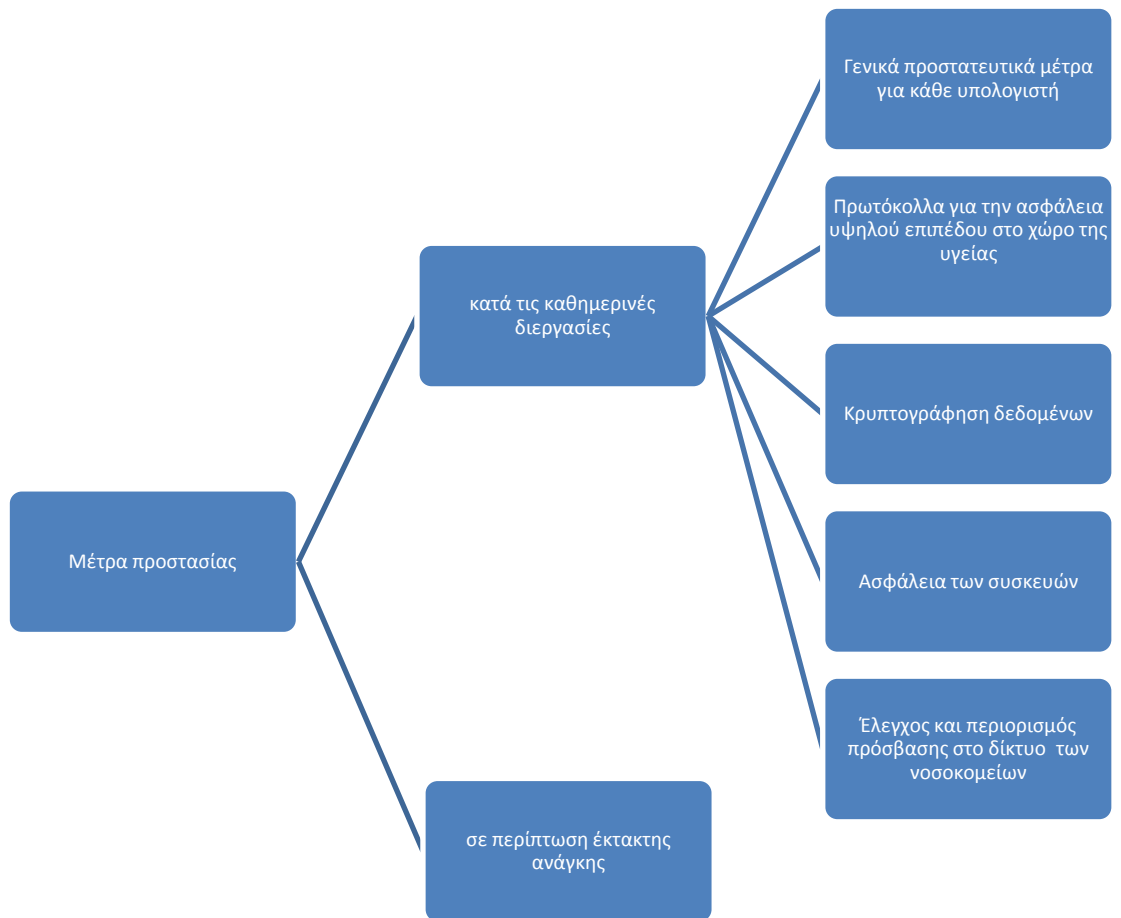 Γενικά προστατευτικά μέτρα
για κάθε υπολογιστή
Πρωτόκολλα για την ασφάλεια
υψηλού επιπέδου στο χώρο της
υγείας
κατά τις καθημερινές
διεργασίες
Κρυπτογράφηση δεδομένων
Μέτρα προστασίας
Ασφάλεια των συσκευών
Έλεγχος και περιορισμός
πρόσβασης στο δίκτυο των
νοσοκομείων
σε περίπτωση έκτακτης
ανάγκης